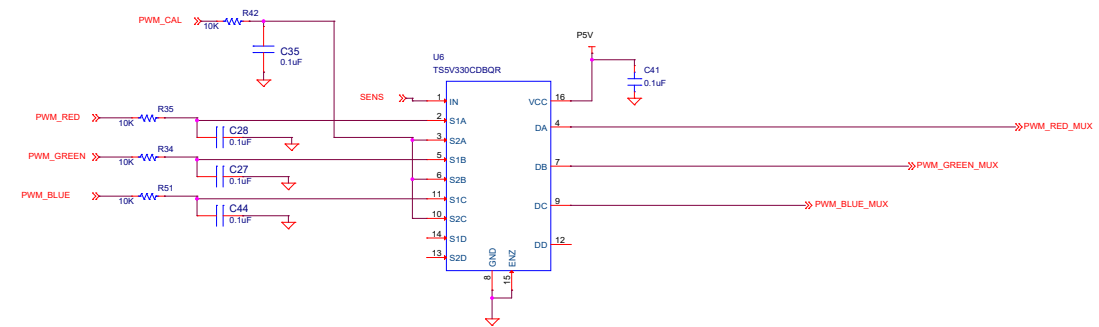 R42
PWM_CAL
10K
C35
0.1uF
P5V
U6
TS5V330CDBQR
C41
0.1uF
SENS
1
IN
VCC
16
R35
PWM_RED
10K
2
S1A
DA
4
PWM_RED_MUX
C28
0.1uF
3
S2A
R34
PWM_GREEN
10K
5
S1B
DB
7
PWM_GREEN_MUX
C27
0.1uF
6
S2B
R51
PWM_BLUE
10K
11
S1C
DC
9
PWM_BLUE_MUX
C44
0.1uF
10
S2C
14
S1D
DD
12
13
S2D
GND
ENZ
8
15